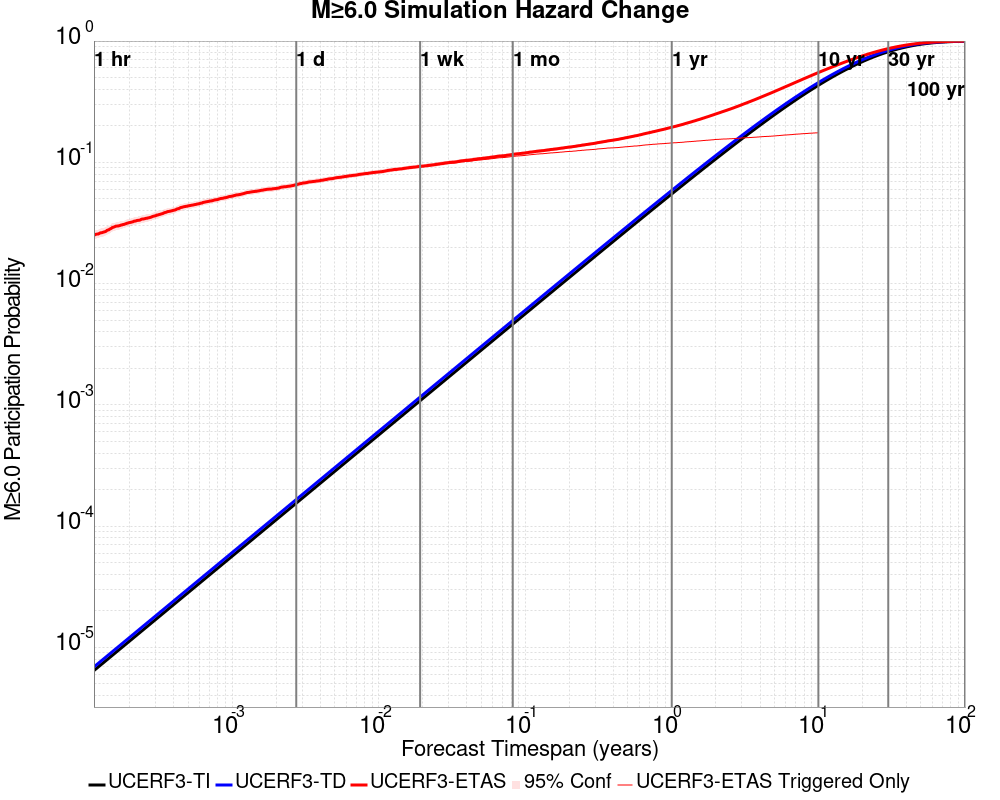 M≥6.0 Simulation Hazard Change
10^0
1 hr
1 d
1 wk
1 mo
1 yr
10 yr
30 yr
100 yr
10^-1
10^-2
10^-3
10^-4
10^-5
M≥6.0 Participation Probability
10^-3
10^-2
10^-1
10^0
10^1
10^2
Forecast Timespan (years)
UCERF3-TI
UCERF3-TD
UCERF3-ETAS
95% Conf
UCERF3-ETAS Triggered Only